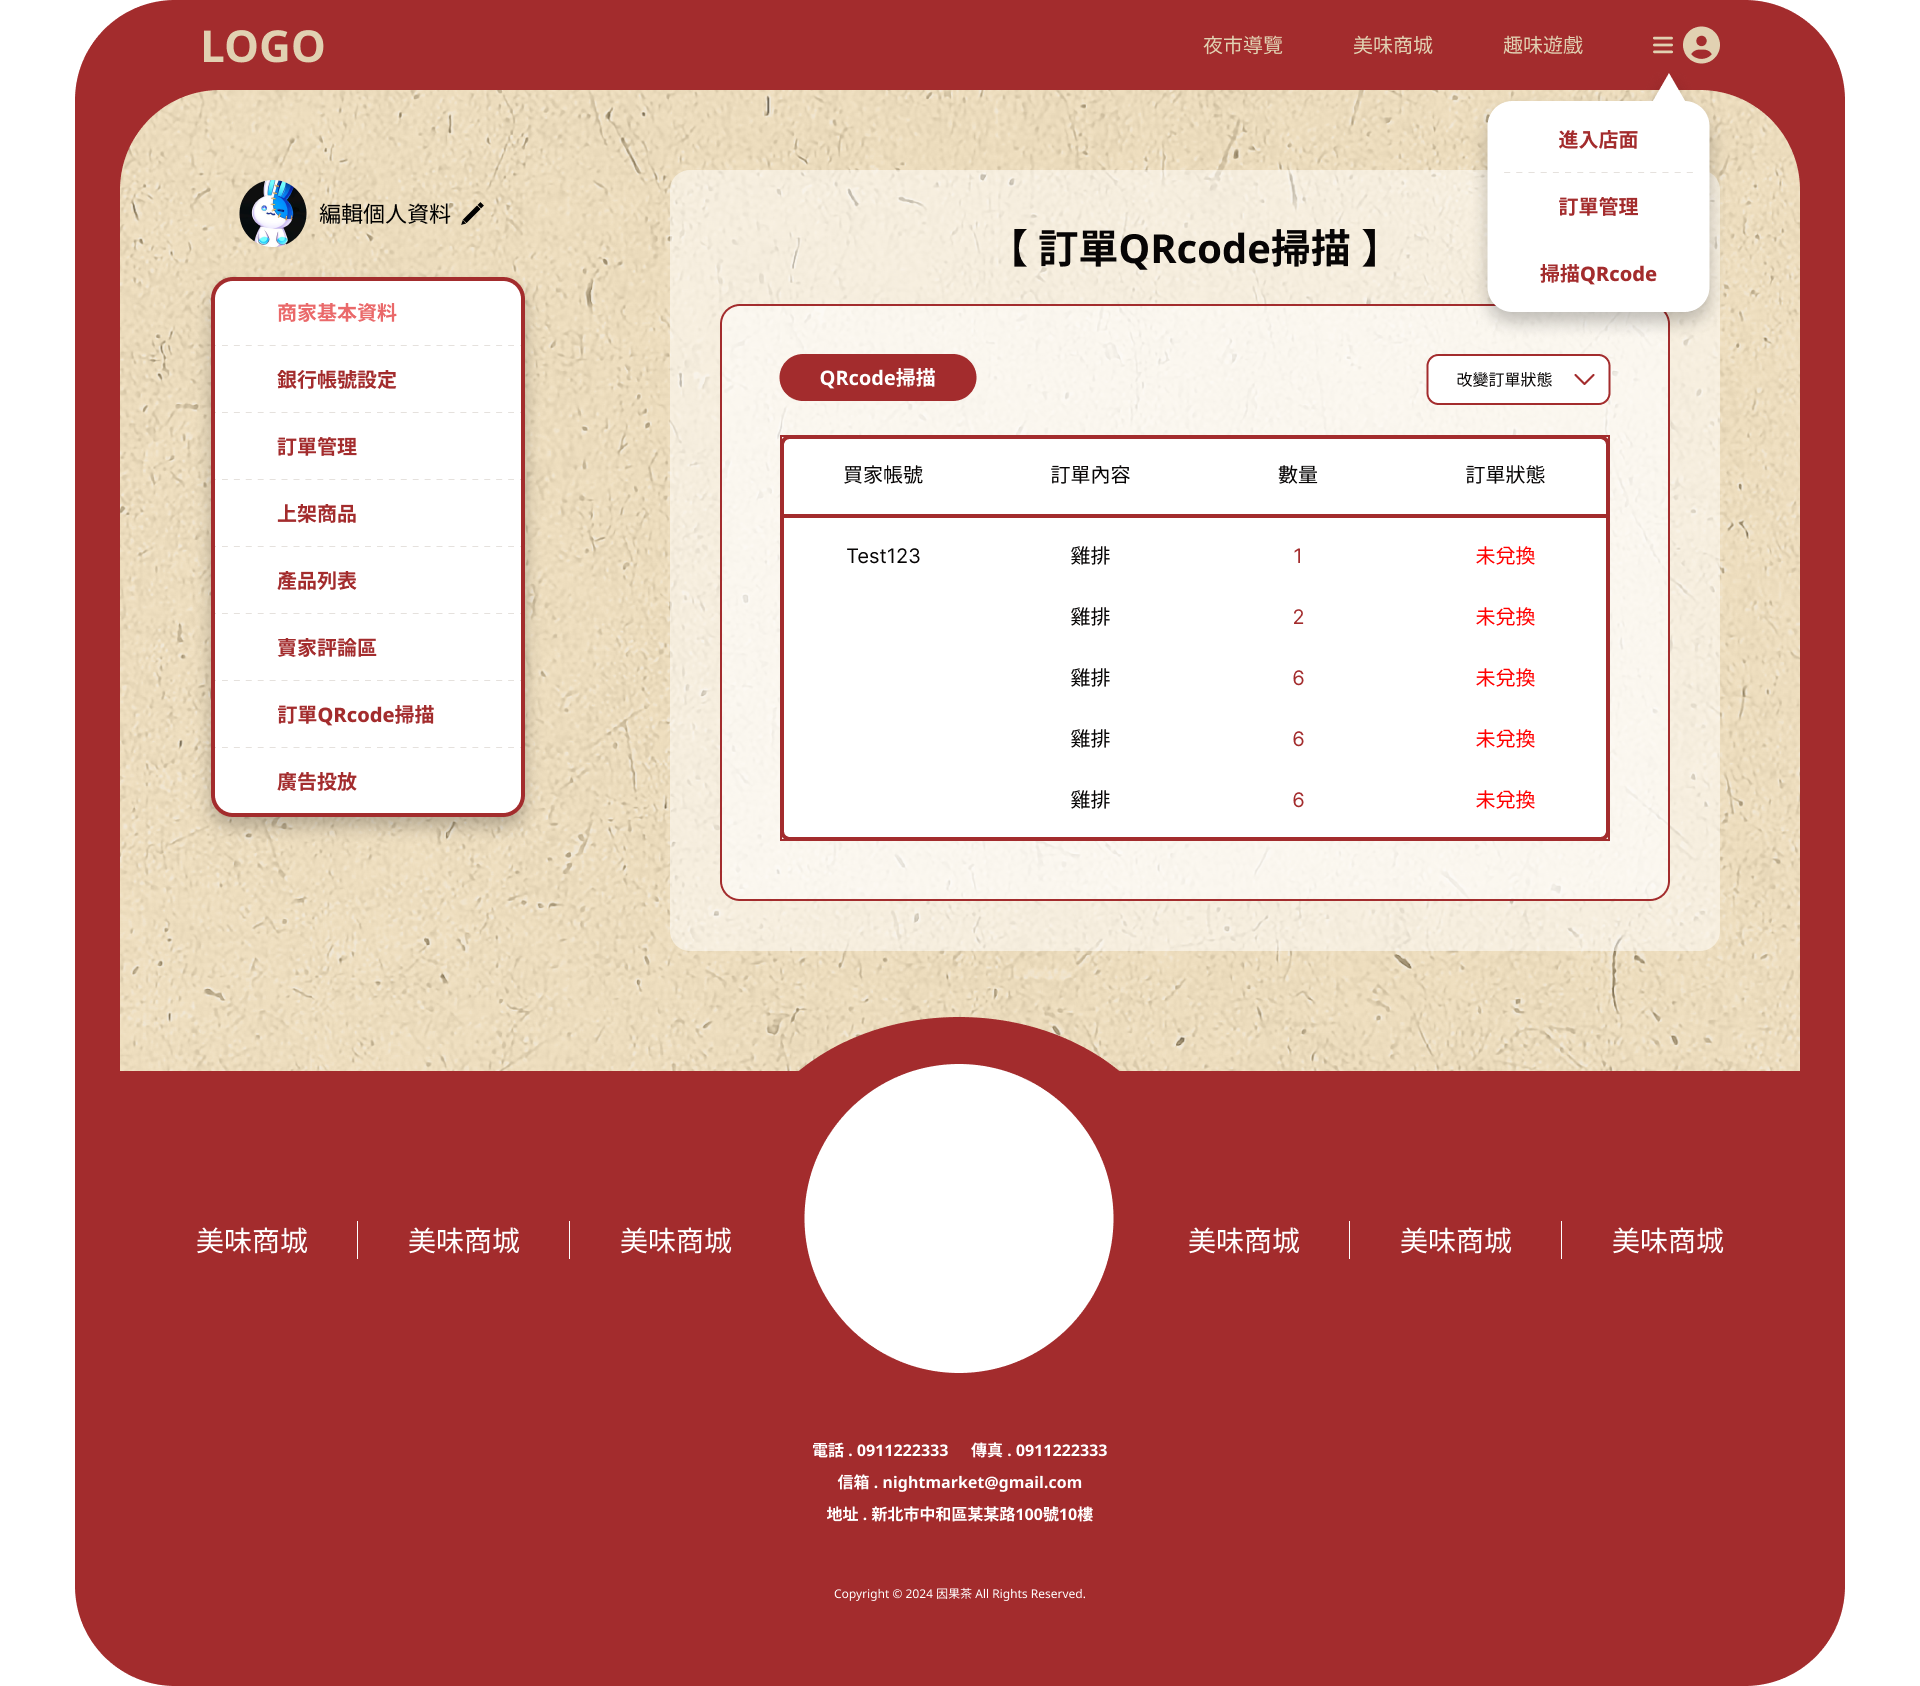 LOGO
夜市導覽
美味商城
趣味遊戲
進入店面
訂單管理
掃描QRcode
編輯個人資料
商家基本資料
銀行帳號設定
訂單管理
上架商品
產品列表
賣家評論區
訂單QRcode掃描
廣告投放
【 訂單QRcode掃描 】
QRcode掃描
改變訂單狀態
買家帳號 訂單內容 數量 訂單狀態
Test123 雞排 1 未兌換
雞排 2 未兌換
雞排 6 未兌換
雞排 6 未兌換
雞排 6 未兌換
美味商城 美味商城 美味商城 美味商城 美味商城 美味商城
電話 . 0911222333 傳真 . 0911222333
信箱 . nightmarket@gmail.com
地址 . 新北市中和區某某路100號10樓
Copyright © 2024 因果茶 All Rights Reserved.